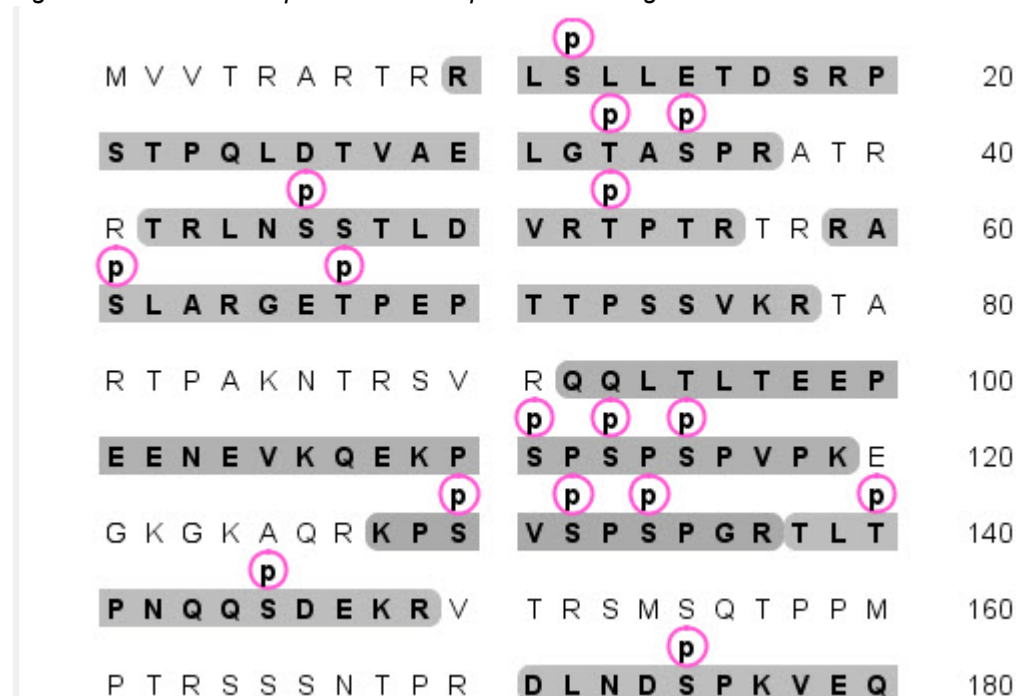 p
M V V T R A R T R R L S L L E T D S R P 20
p p
S T P Q L D T V A E L G T A S P R A T R 40
p p
R T R L N S S T L D V R T P T R T R R A 60
p p
S L A R G E T P E P T T P S S V K R T A 80
R T P A K N T R S V R Q Q L T L T E E P 100
p p p
E E N E V K Q E K P S P S P S P V P K E 120
p p p p
G K G K A Q R K P S V S P S P G R T L T 140
p
P N Q Q S D E K R V T R S M S Q T P P M 160
p
P T R S S S N T P R D L N D S P K V E Q 180